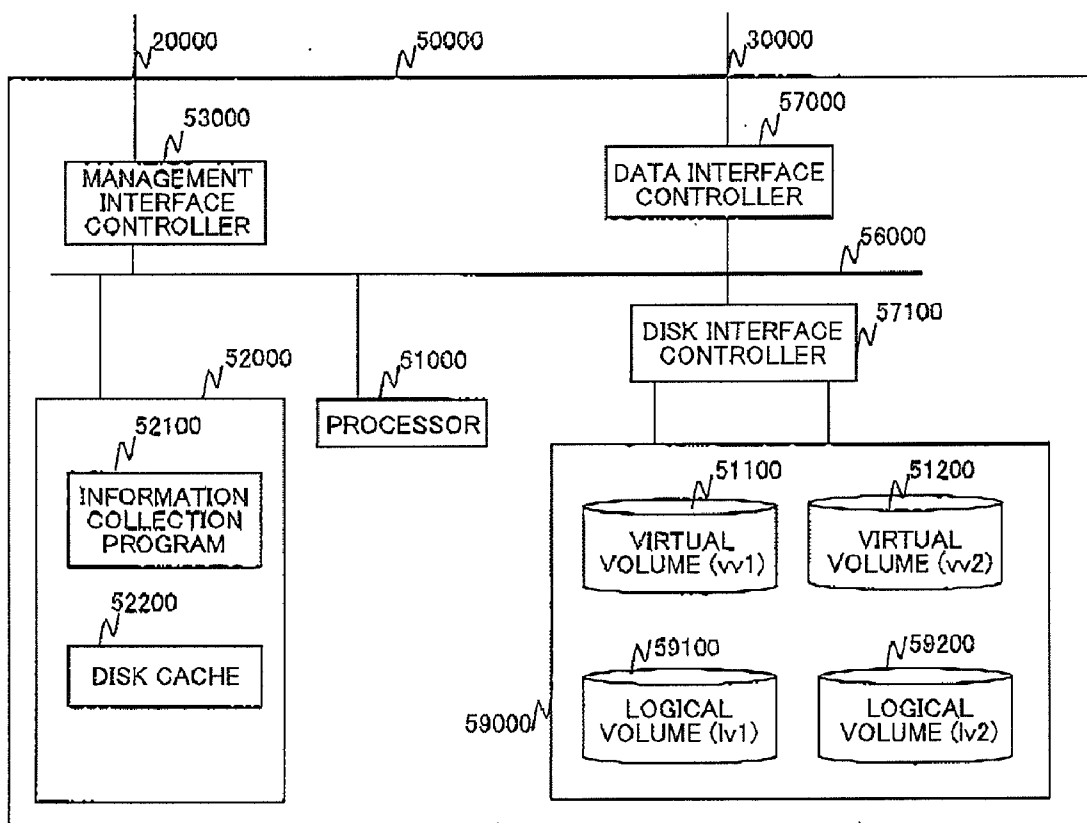 20000
50000
30000
53000
57000
MANAGEMENT
INTERFACE
CONTROLLER
DATA INTERFACE
CONTROLLER
56000
57100
DISK INTERFACE
CONTROLLER
52000
61000
52100
PROCESSOR
INFORMATION
COLLECTION
PROGRAM
51100
51200
VIRTUAL
VOLUME (vv1)
VIRTUAL
VOLUME (vv2)
52200
DISK CACHE
59100
59200
59000
LOGICAL
VOLUME (lv1)
LOGICAL
VOLUME (lv2)